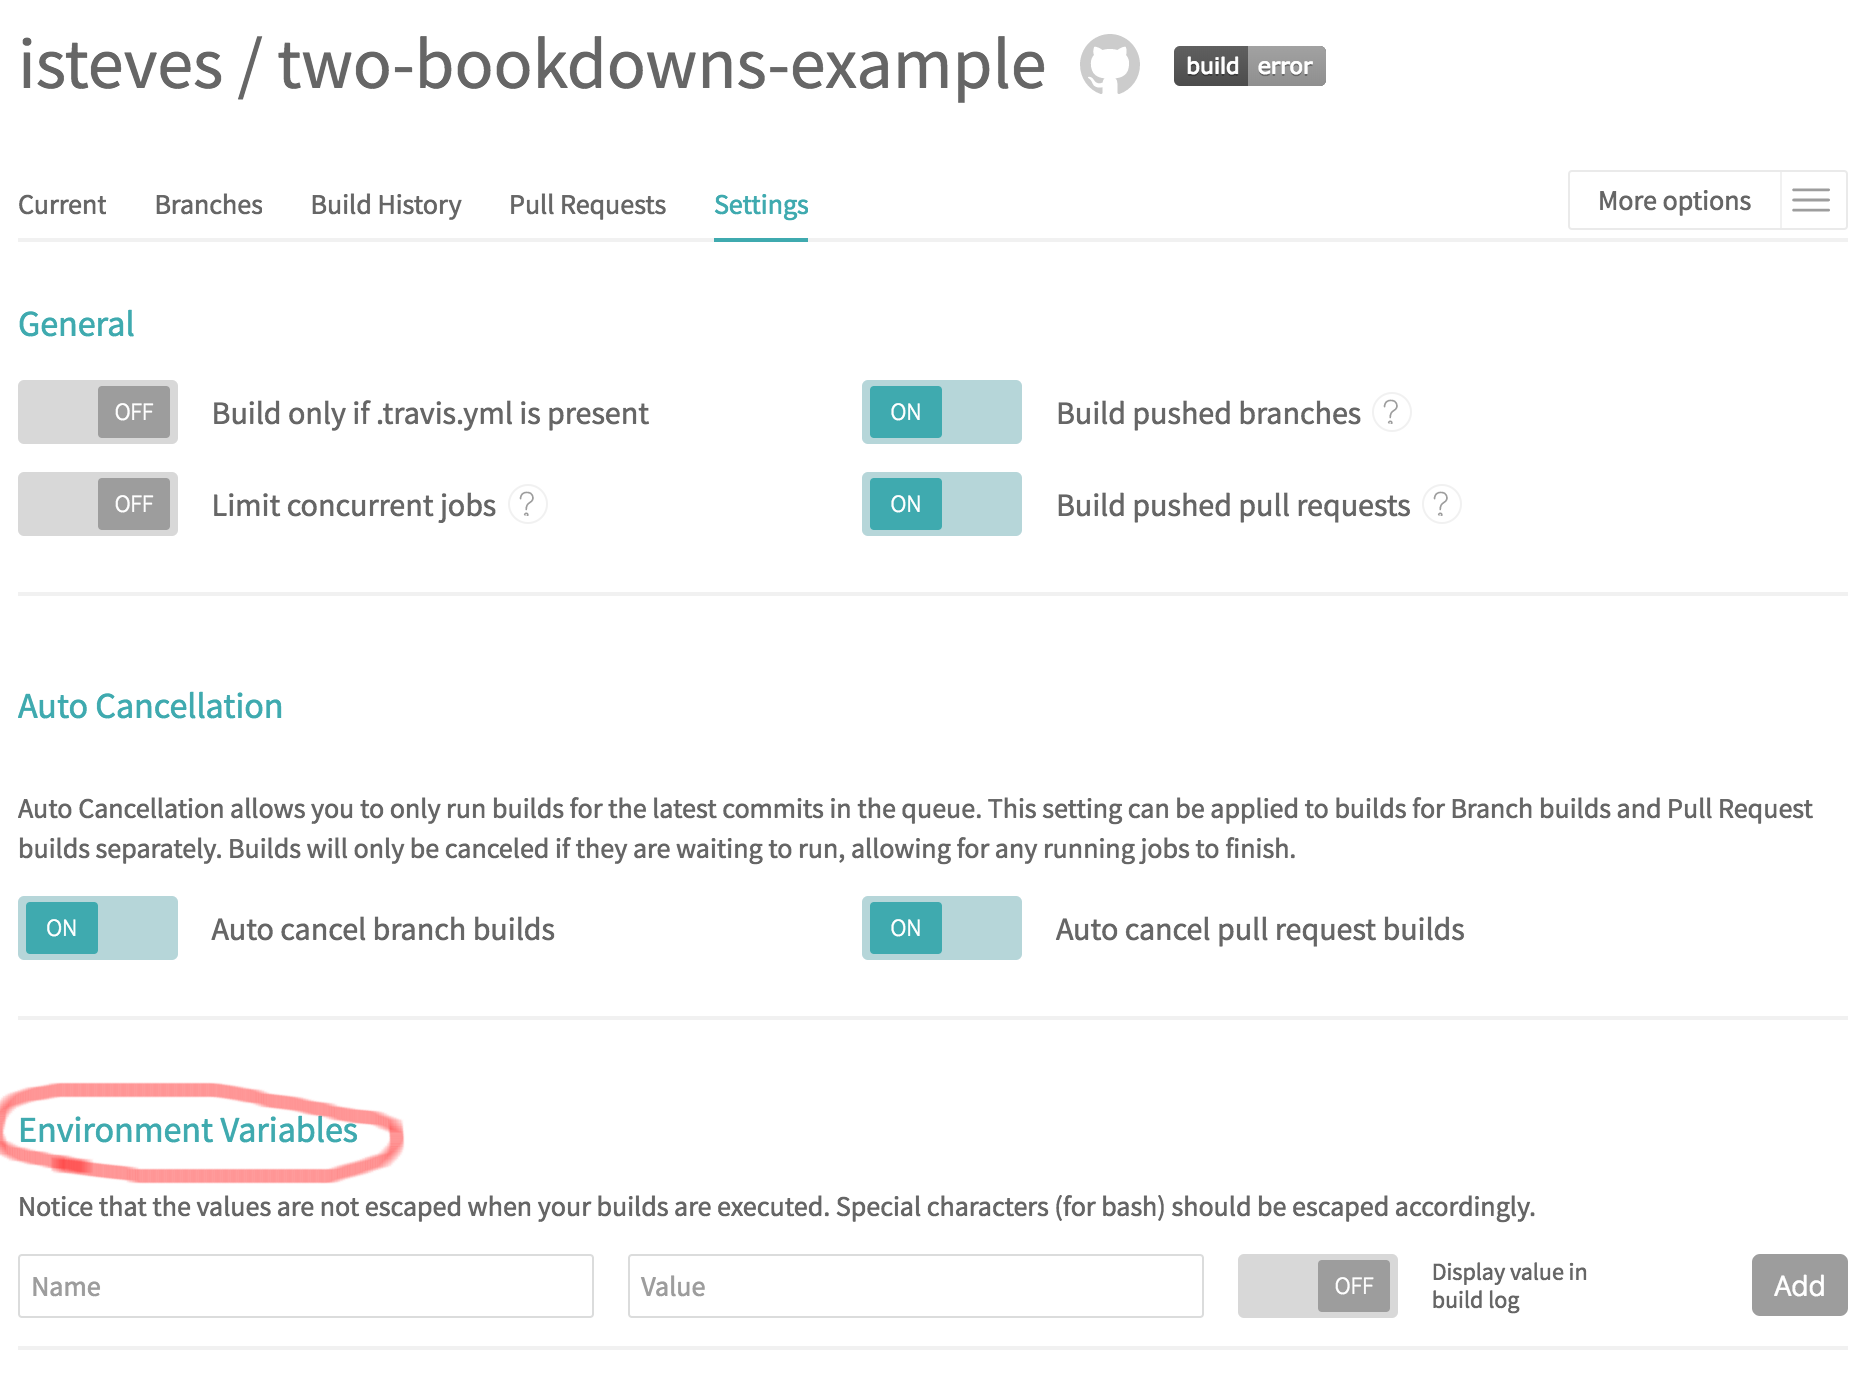 isteves / two-bookdowns-example build error
Current Branches Build History Pull Requests Settings More options
General
OFF Build only if .travis.yml is present ON Build pushed branches ?
OFF Limit concurrent jobs ? ON Build pushed pull requests ?
Auto Cancellation
Auto Cancellation allows you to only run builds for the latest commits in the queue. This setting can be applied to builds for Branch builds and Pull Request
builds separately. Builds will only be canceled if they are waiting to run, allowing for any running jobs to finish.
ON Auto cancel branch builds ON Auto cancel pull request builds
Environment Variables
Notice that the values are not escaped when your builds are executed. Special characters (for bash) should be escaped accordingly.
Name Value OFF Display value in
build log Add